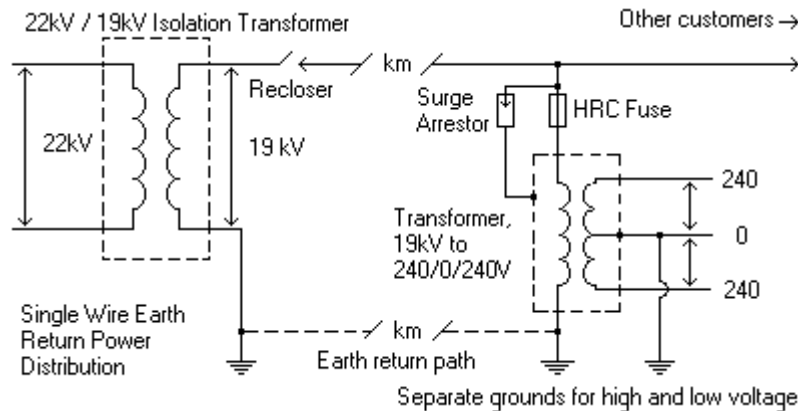 22kV / 19kV Isolation Transformer
Other customers →
km
Recloser
Surge
Arrestor
HRC Fuse
22kV
19 kV
240
Transformer,
19kV to
240/0/240V
0
240
Single Wire Earth
Return Power
Distribution
km
Earth return path
Separate grounds for high and low voltage